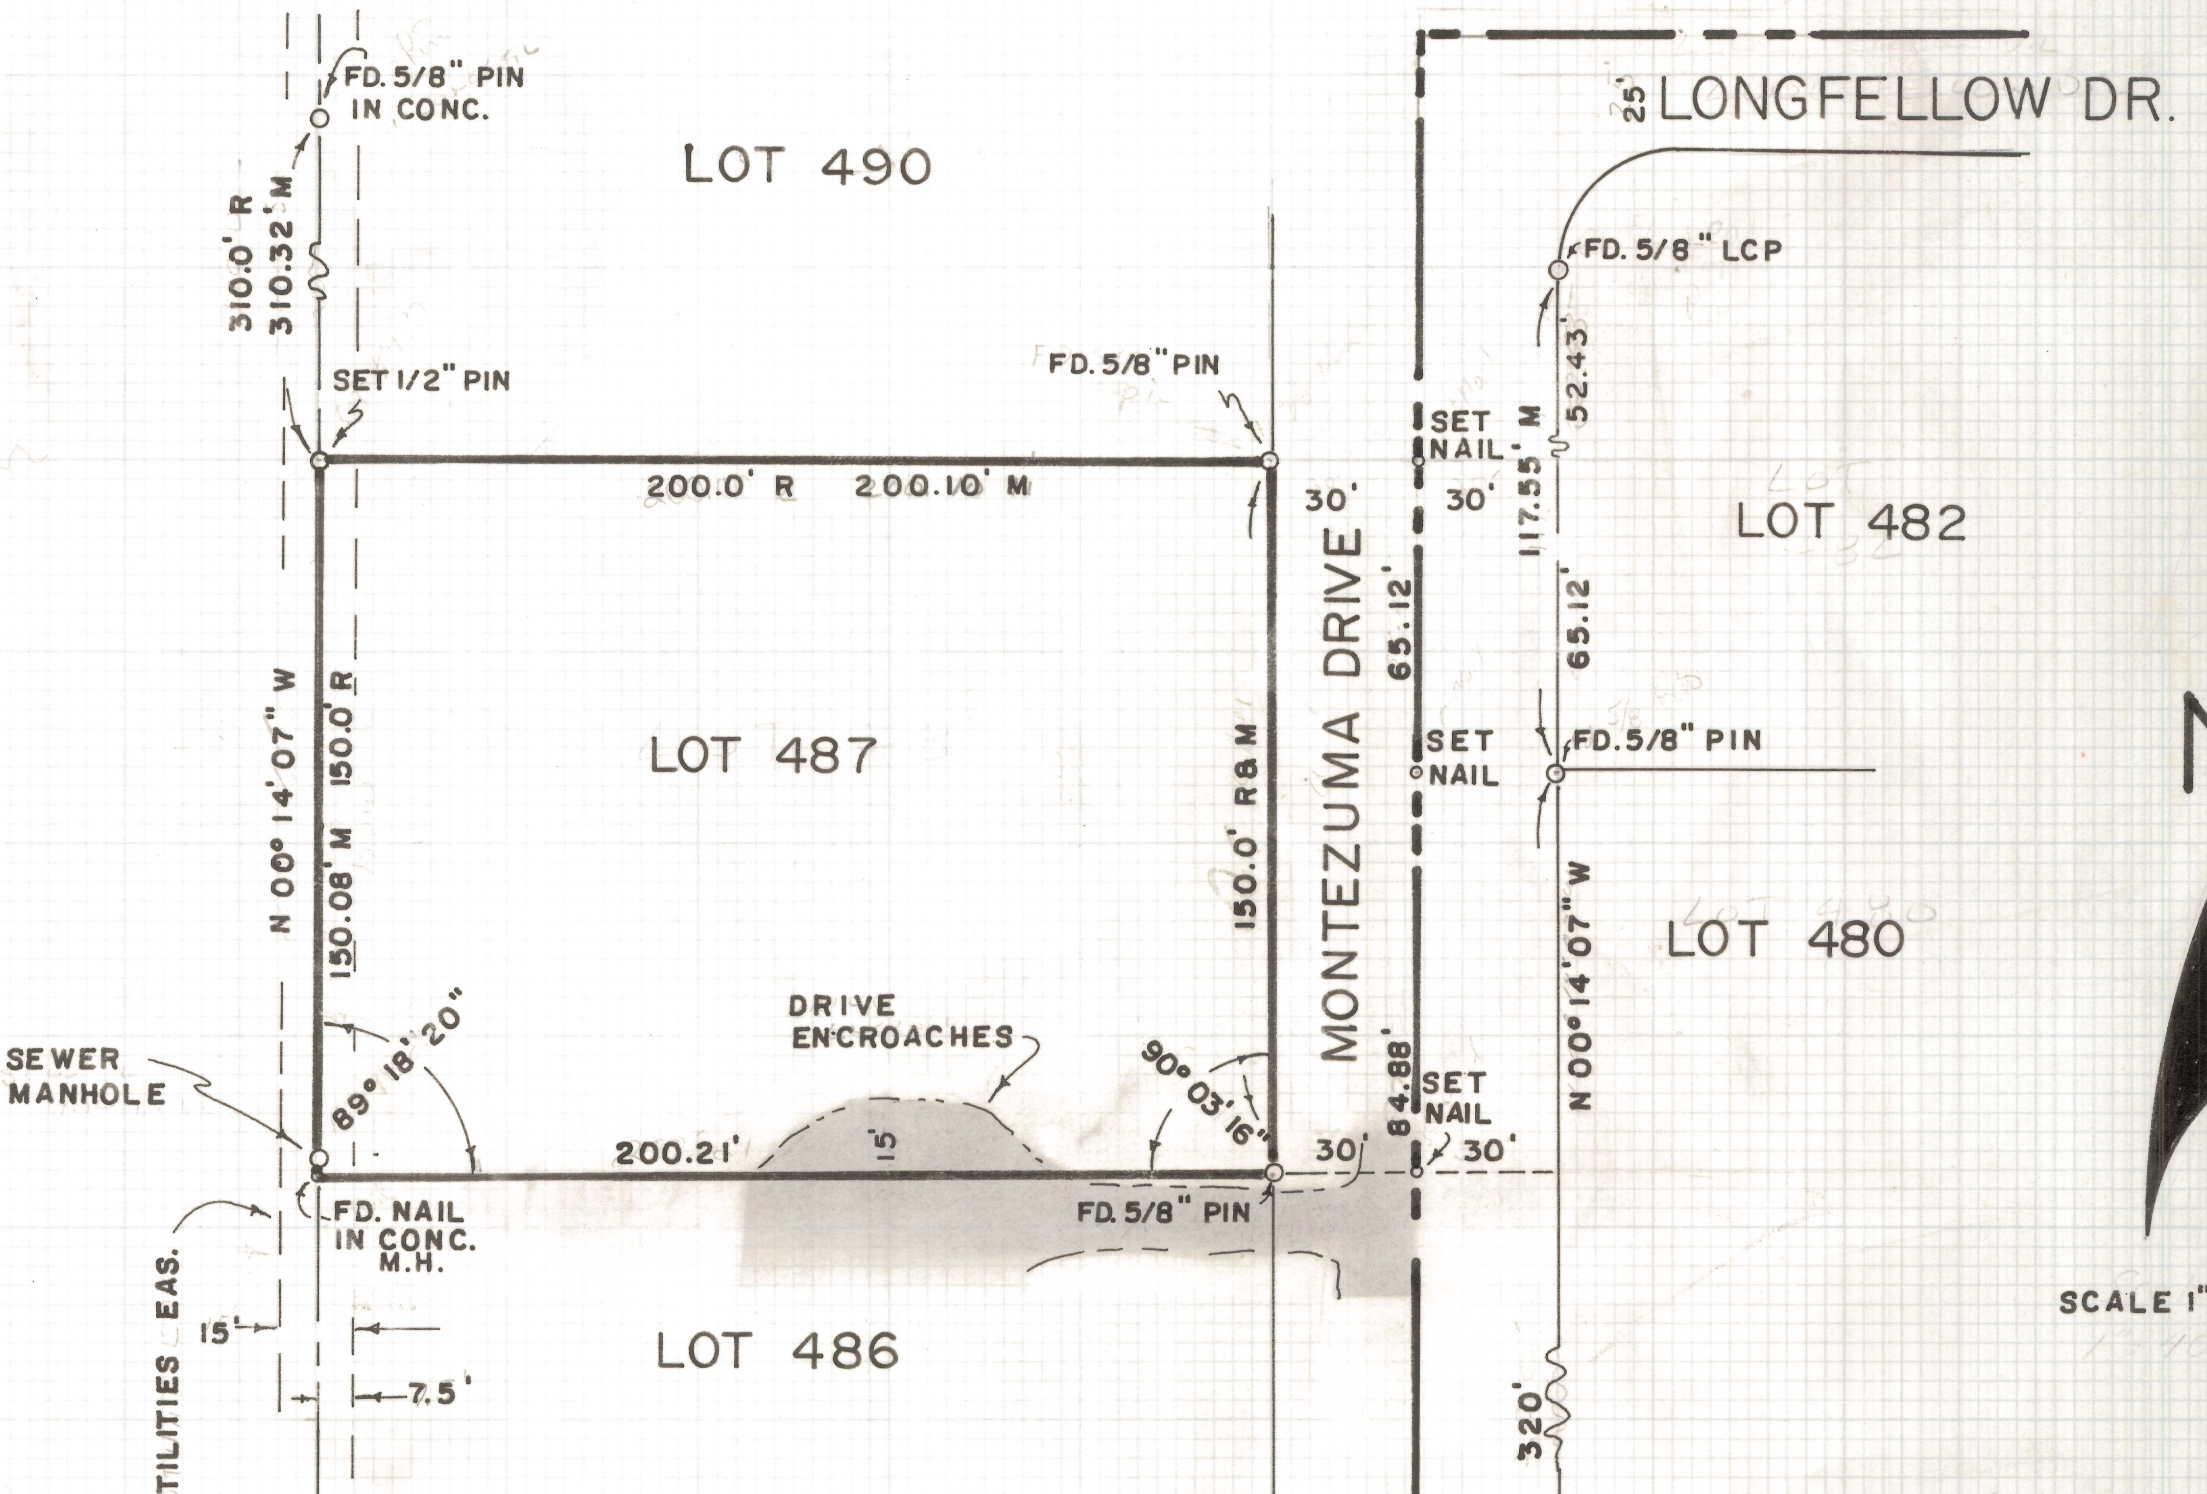 FD. 5/8" PIN
IN CONC.
25'
LONGFELLOW DR.
LOT 490
310.0' R
310.32' M
FD. 5/8" LCP
52.43'
SET 1/2" PIN
FD. 5/8" PIN
SET
NAIL
117.55' M
200.0' R 200.10' M
30'
30'
LOT 482
MONTEZUMA DRIVE
65.12'
65.12'
N 00° 14' 07" W
150.08' M 150.0' R
LOT 487
150.0' R & M
SET
NAIL
FD. 5/8" PIN
N 00° 14' 07" W
LOT 480
DRIVE
ENCROACHES
SEWER
MANHOLE
89° 18' 20"
90° 03' 16"
84.88'
SET
NAIL
200.21'
15'
30'
30'
FD. NAIL
IN CONC.
M.H.
FD. 5/8" PIN
TILITIES EAS.
15'
7.5'
LOT 486
320'
N
SCALE 1"